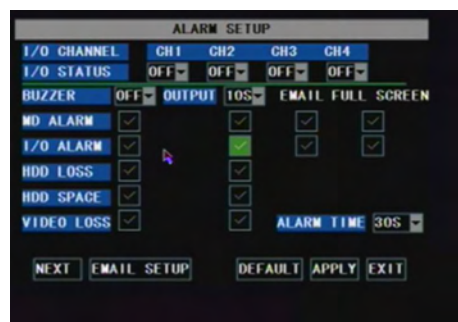 ALARM SETUP
I/O CHANNEL CH1 CH2 CH3 CH4
I/O STATUS OFF OFF OFF OFF
BUZZER OFF OUTPUT 10S EMAIL FULL SCREEN
MD ALARM
I/O ALARM
HDD LOSS
HDD SPACE
VIDEO LOSS ALARM TIME 30S
NEXT EMAIL SETUP DEFAULT APPLY EXIT